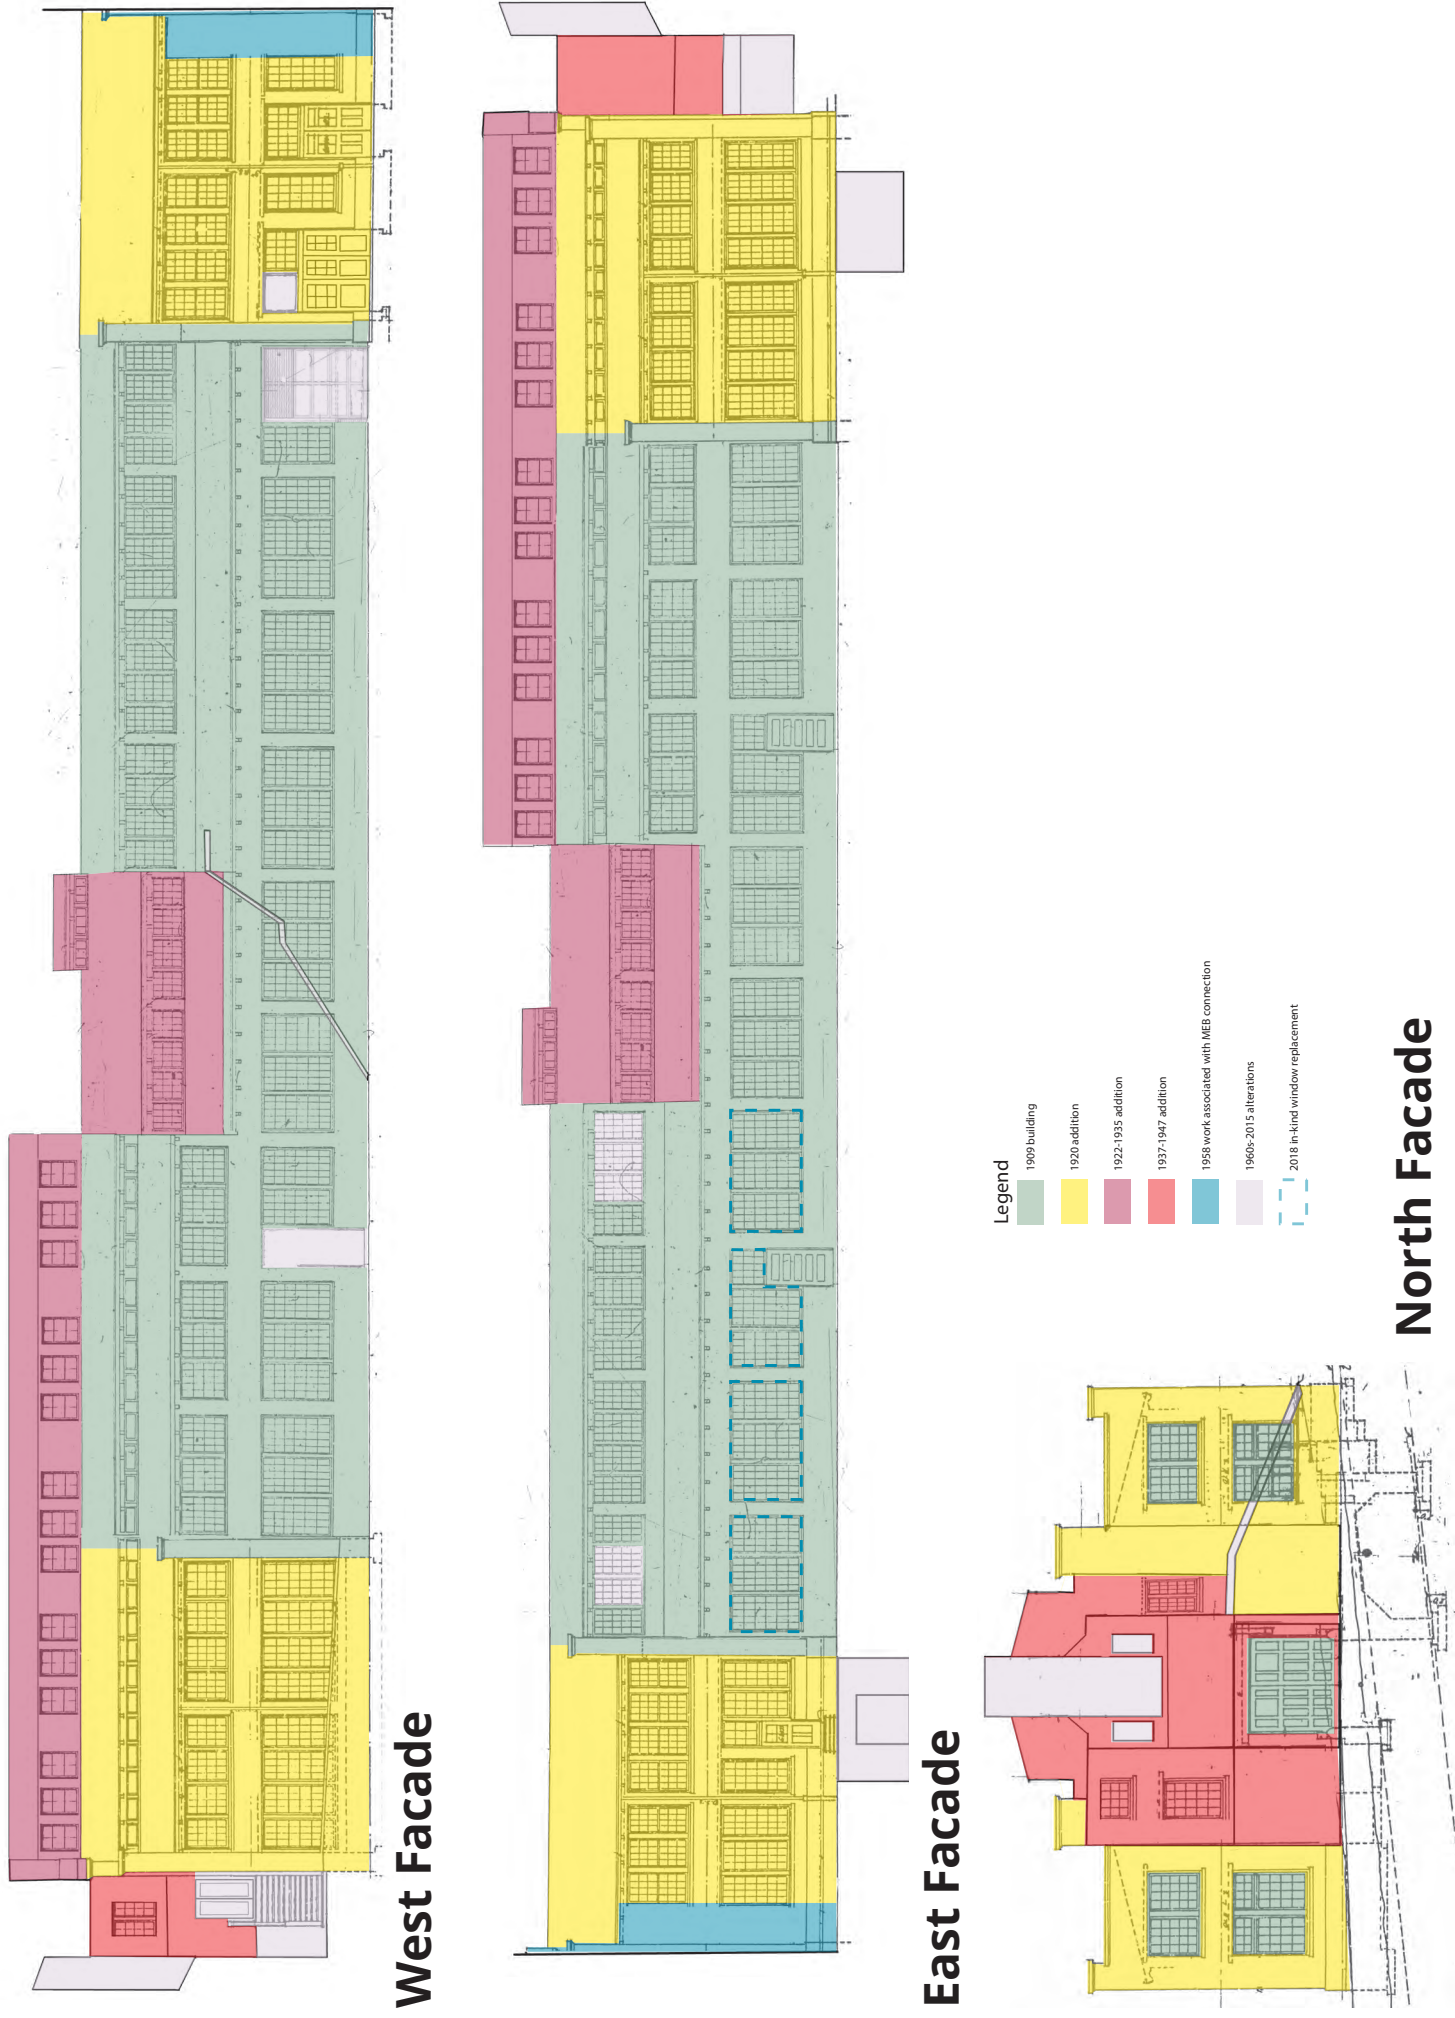 West Facade
East Facade
Legend
1909 building
1920 addition
1922-1935 addition
1937-1947 addition
1958 work associated with MEB connection
1960s-2015 alterations
2018 in-kind window replacement
North Facade